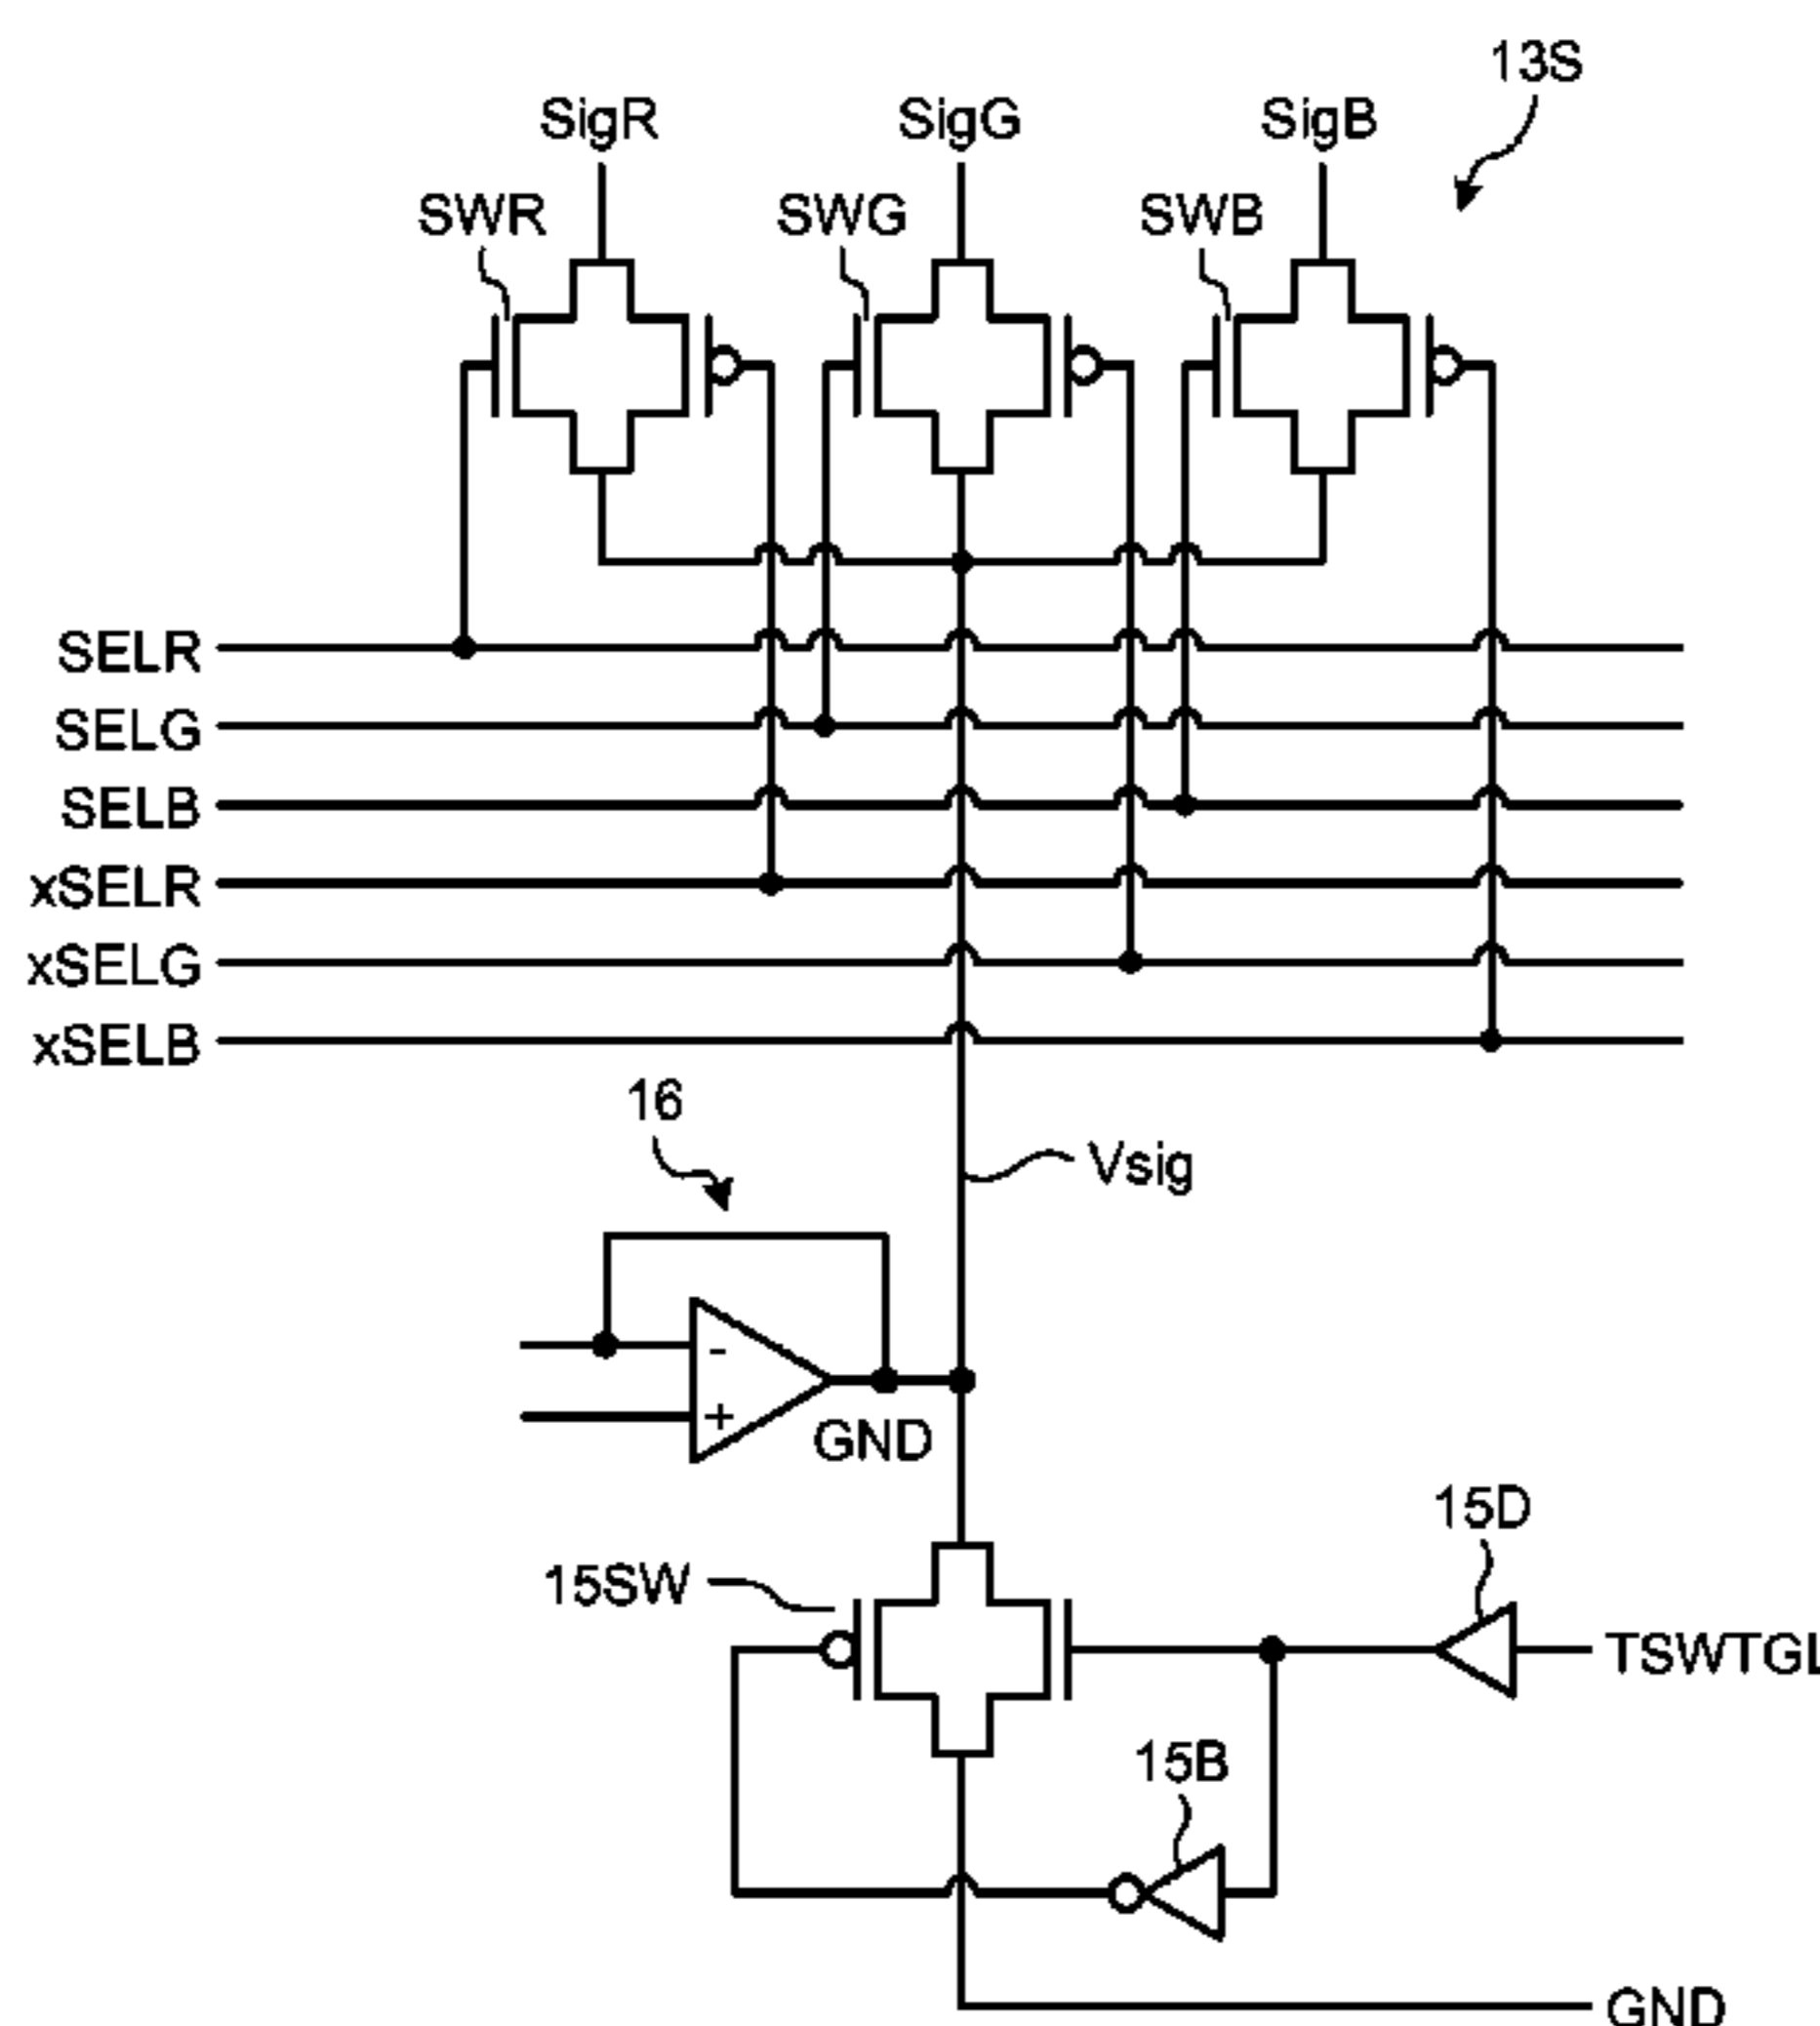 13S
SigR SigG SigB
SWR SWG SWB
SELR
SELG
SELB
xSELR
xSELG
xSELB
16
Vsig
-
+
GND
15D
15SW
TSWTGL
15B
GND